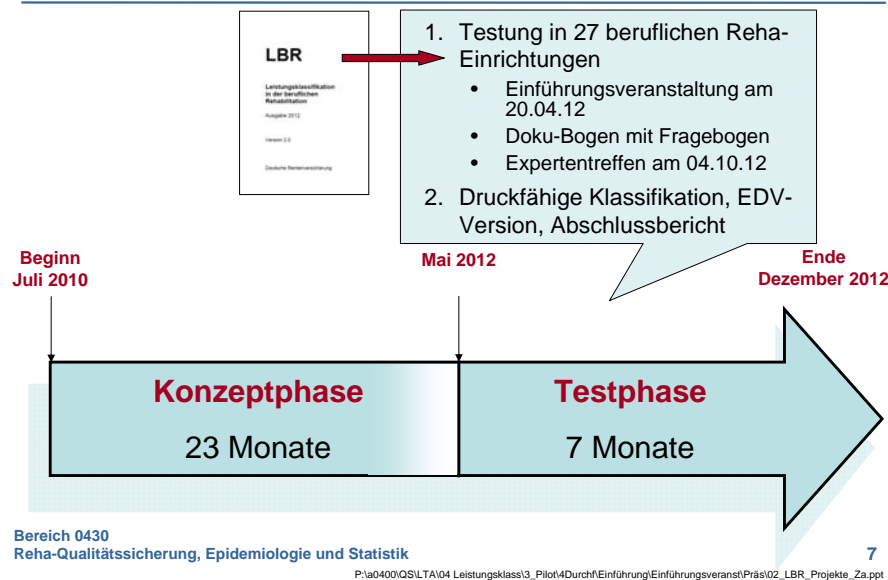 LBR
Leistungsklassifikation
in der beruflichen
Rehabilitation
Ausgabe 2012
Version 2.0
Deutsche Rentenversicherung
1. Testung in 27 beruflichen Reha-
Einrichtungen
• Einführungsveranstaltung am
20.04.12
• Doku-Bogen mit Fragebogen
• Expertentreffen am 04.10.12
2. Druckfähige Klassifikation, EDV-
Version, Abschlussbericht
Beginn
Juli 2010
Mai 2012
Ende
Dezember 2012
Konzeptphase
23 Monate
Testphase
7 Monate
Bereich 0430
Reha-Qualitätssicherung, Epidemiologie und Statistik
7
P:\a0400\QS\LTA\04 Leistungsklass\3_Pilot\4Durchf\Einführung\Einführungsveranst\Präs\02_LBR_Projekte_Za.ppt